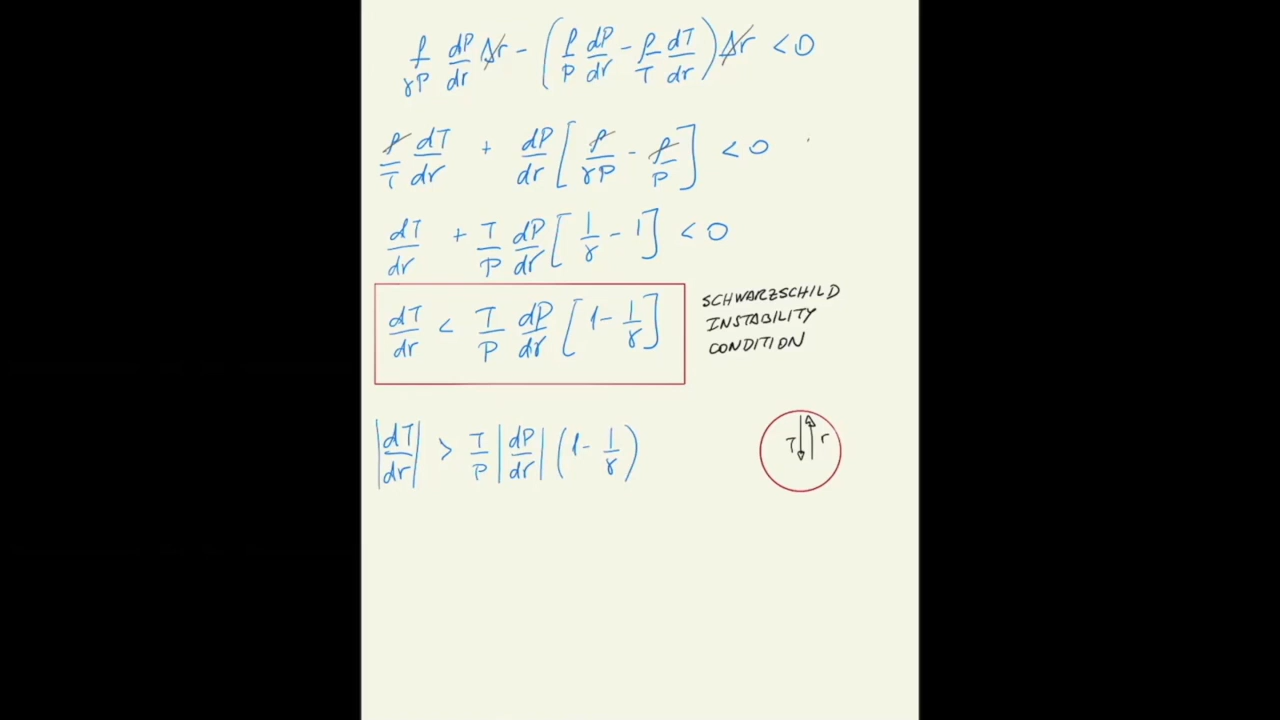 ρ/γP dP/dr Δr - (ρ/P dP/dr - ρ/T dT/dr) Δr < 0
ρ/T dT/dr + dP/dr [ρ/γP - ρ/P] < 0
dT/dr + T/P dP/dr [1/γ - 1] < 0
dT/dr < T/P dP/dr [1 - 1/γ]
SCHWARZSCHILD
INSTABILITY
CONDITION
|dT/dr| > T/P |dP/dr| (1 - 1/γ)
T r